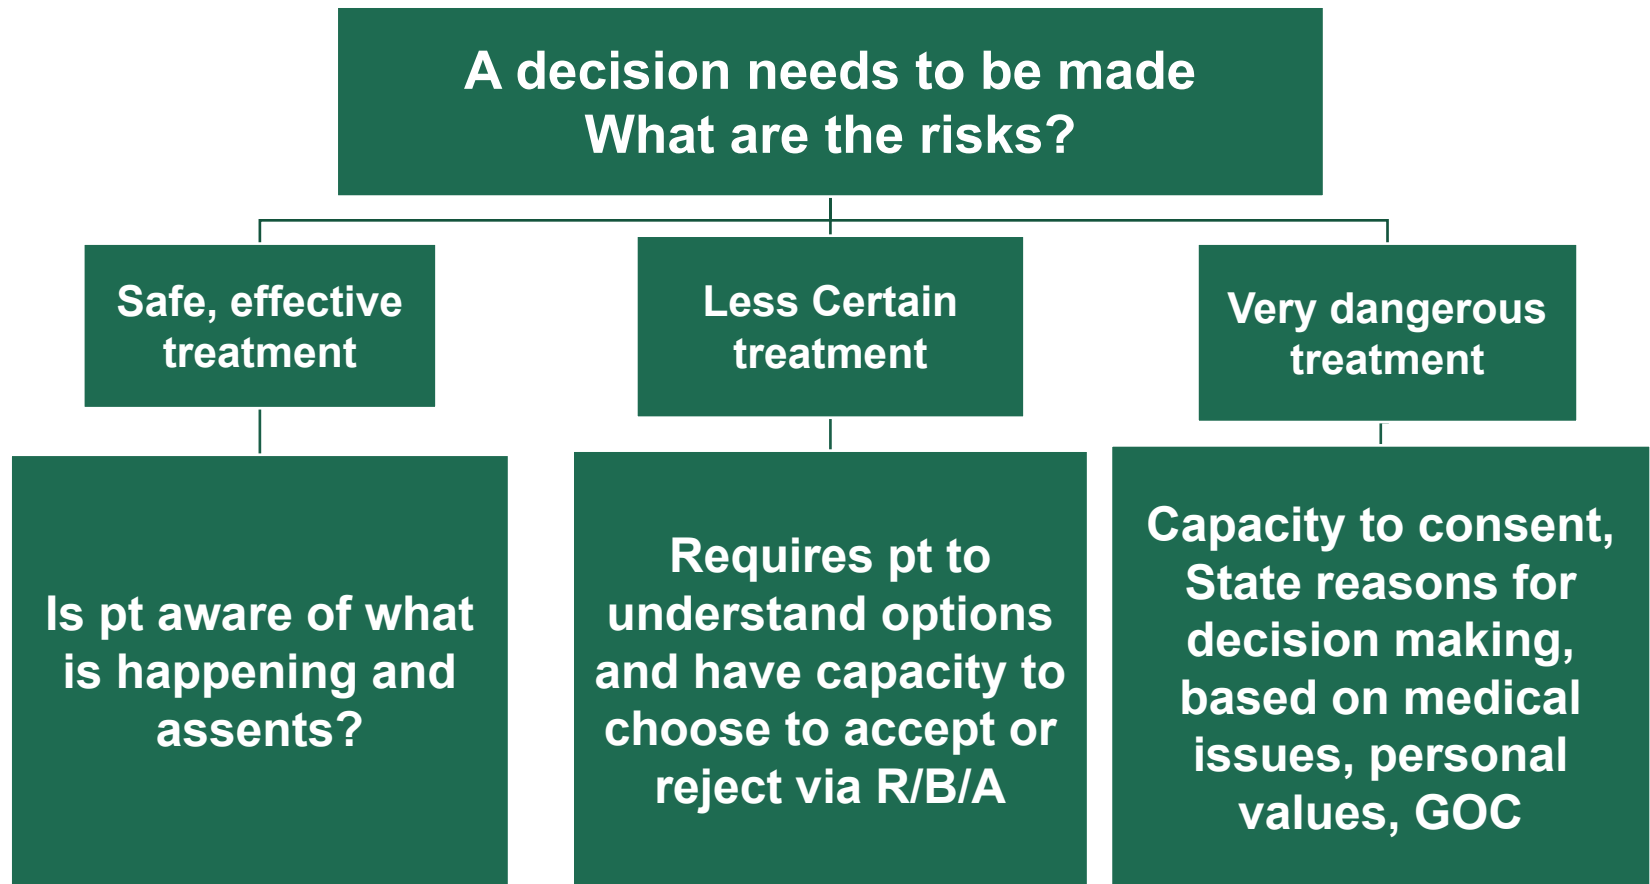 A decision needs to be made
What are the risks?
Safe, effective
treatment
Less Certain
treatment
Very dangerous
treatment
Is pt aware of what
is happening and
assents?
Requires pt to
understand options
and have capacity to
choose to accept or
reject via R/B/A
Capacity to consent,
State reasons for
decision making,
based on medical
issues, personal
values, GOC